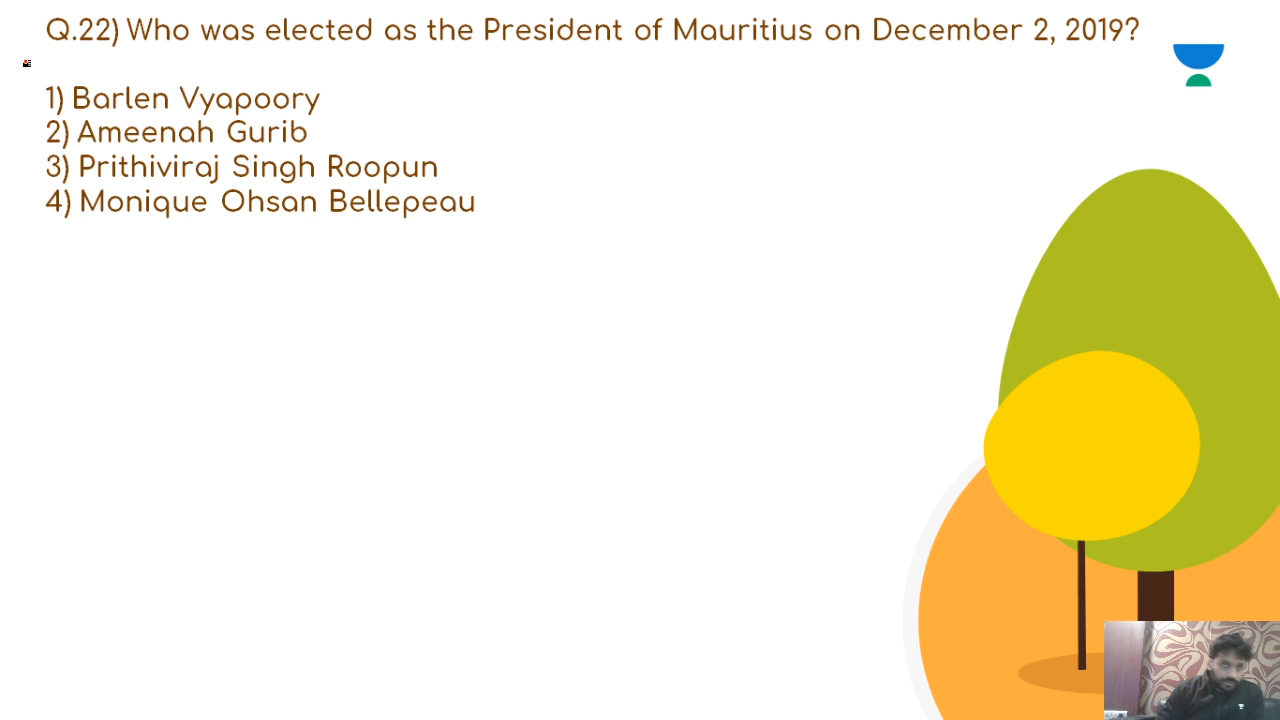 Q.22) Who was elected as the President of Mauritius on December 2, 2019?
1) Barlen Vyapoory
2) Ameenah Gurib
3) Prithiviraj Singh Roopun
4) Monique Ohsan Bellepeau